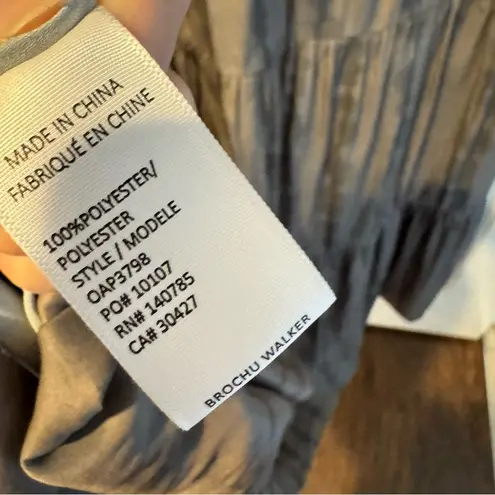 MADE IN CHINA
FABRIQUÉ EN CHINE
100%POLYESTER/
POLYESTER
STYLE / MODELE
OAP3798
PO# 10107
RN# 140785
CA# 30427
BROCHU WALKER